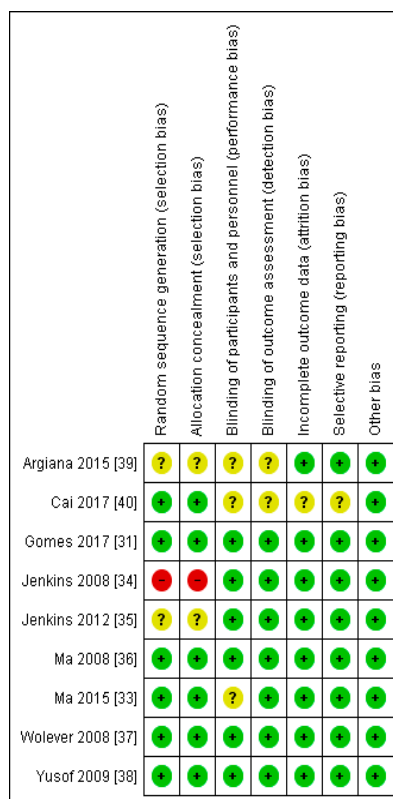 Random sequence generation (selection bias)
Allocation concealment (selection bias)
Blinding of participants and personnel (performance bias)
Blinding of outcome assessment (detection bias)
Incomplete outcome data (attrition bias)
Selective reporting (reporting bias)
Other bias
Argiana 2015 [39] ? ? ? ? + + +
Cai 2017 [40] + + ? ? ? ? +
Gomes 2017 [31] + + + + + + +
Jenkins 2008 [34] - - + + + + +
Jenkins 2012 [35] ? ? + + + + +
Ma 2008 [36] + + + + + + +
Ma 2015 [33] + + ? + + + +
Wolever 2008 [37] + + + + + + +
Yusof 2009 [38] + + + + + + +